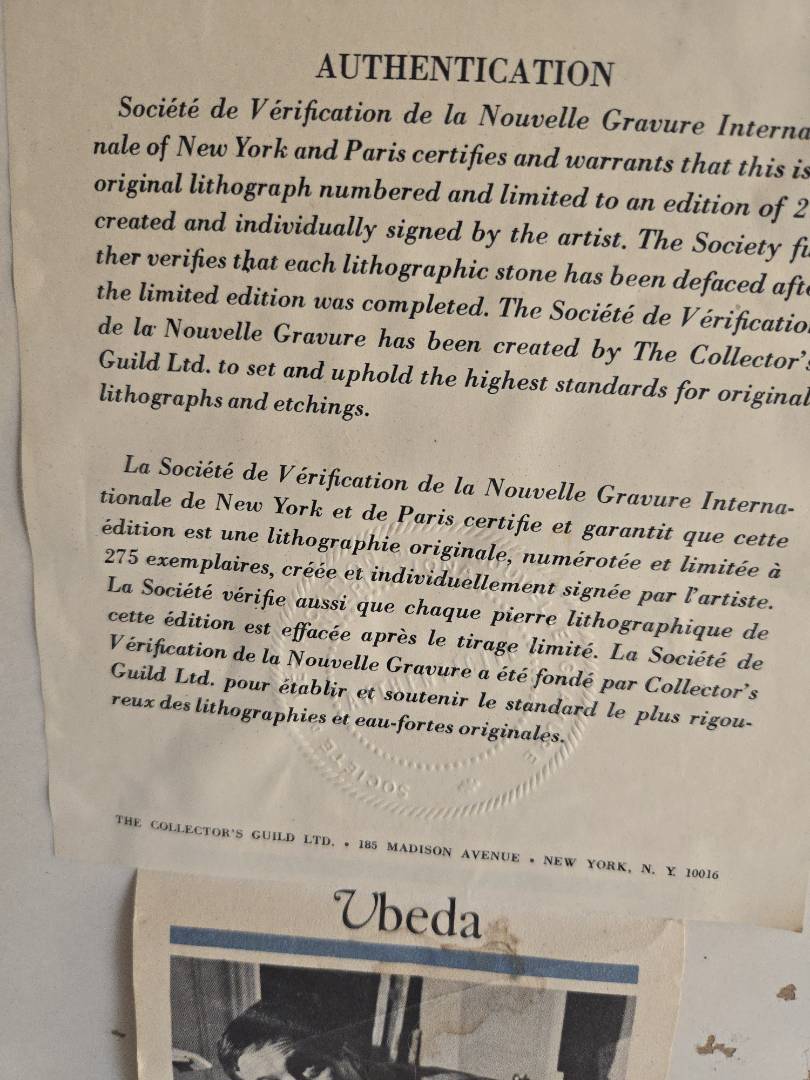 AUTHENTICATION
Société de Vérification de la Nouvelle Gravure Interna
nale of New York and Paris certifies and warrants that this is
original lithograph numbered and limited to an edition of 2
created and individually signed by the artist. The Society fu
ther verifies that each lithographic stone has been defaced afte
the limited edition was completed. The Société de Vérification
de la Nouvelle Gravure has been created by The Collector's
Guild Ltd. to set and uphold the highest standards for original
lithographs and etchings.
La Société de Vérification de la Nouvelle Gravure Interna-
tionale de New York et de Paris certifie et garantit que cette
édition est une lithographie originale, numérotée et limitée à
275 exemplaires, créée et individuellement signée par l'artiste.
La Société vérifie aussi que chaque pierre lithographique de
cette édition est effacée après le tirage limité. La Société de
Vérification de la Nouvelle Gravure a été fondé par Collector's
Guild Ltd. pour établir et soutenir le standard le plus rigou-
reux des lithographies et eau-fortes originales.
SOCIETE
THE COLLECTOR'S GUILD LTD. • 185 MADISON AVENUE • NEW YORK, N. Y. 10016
Ubeda